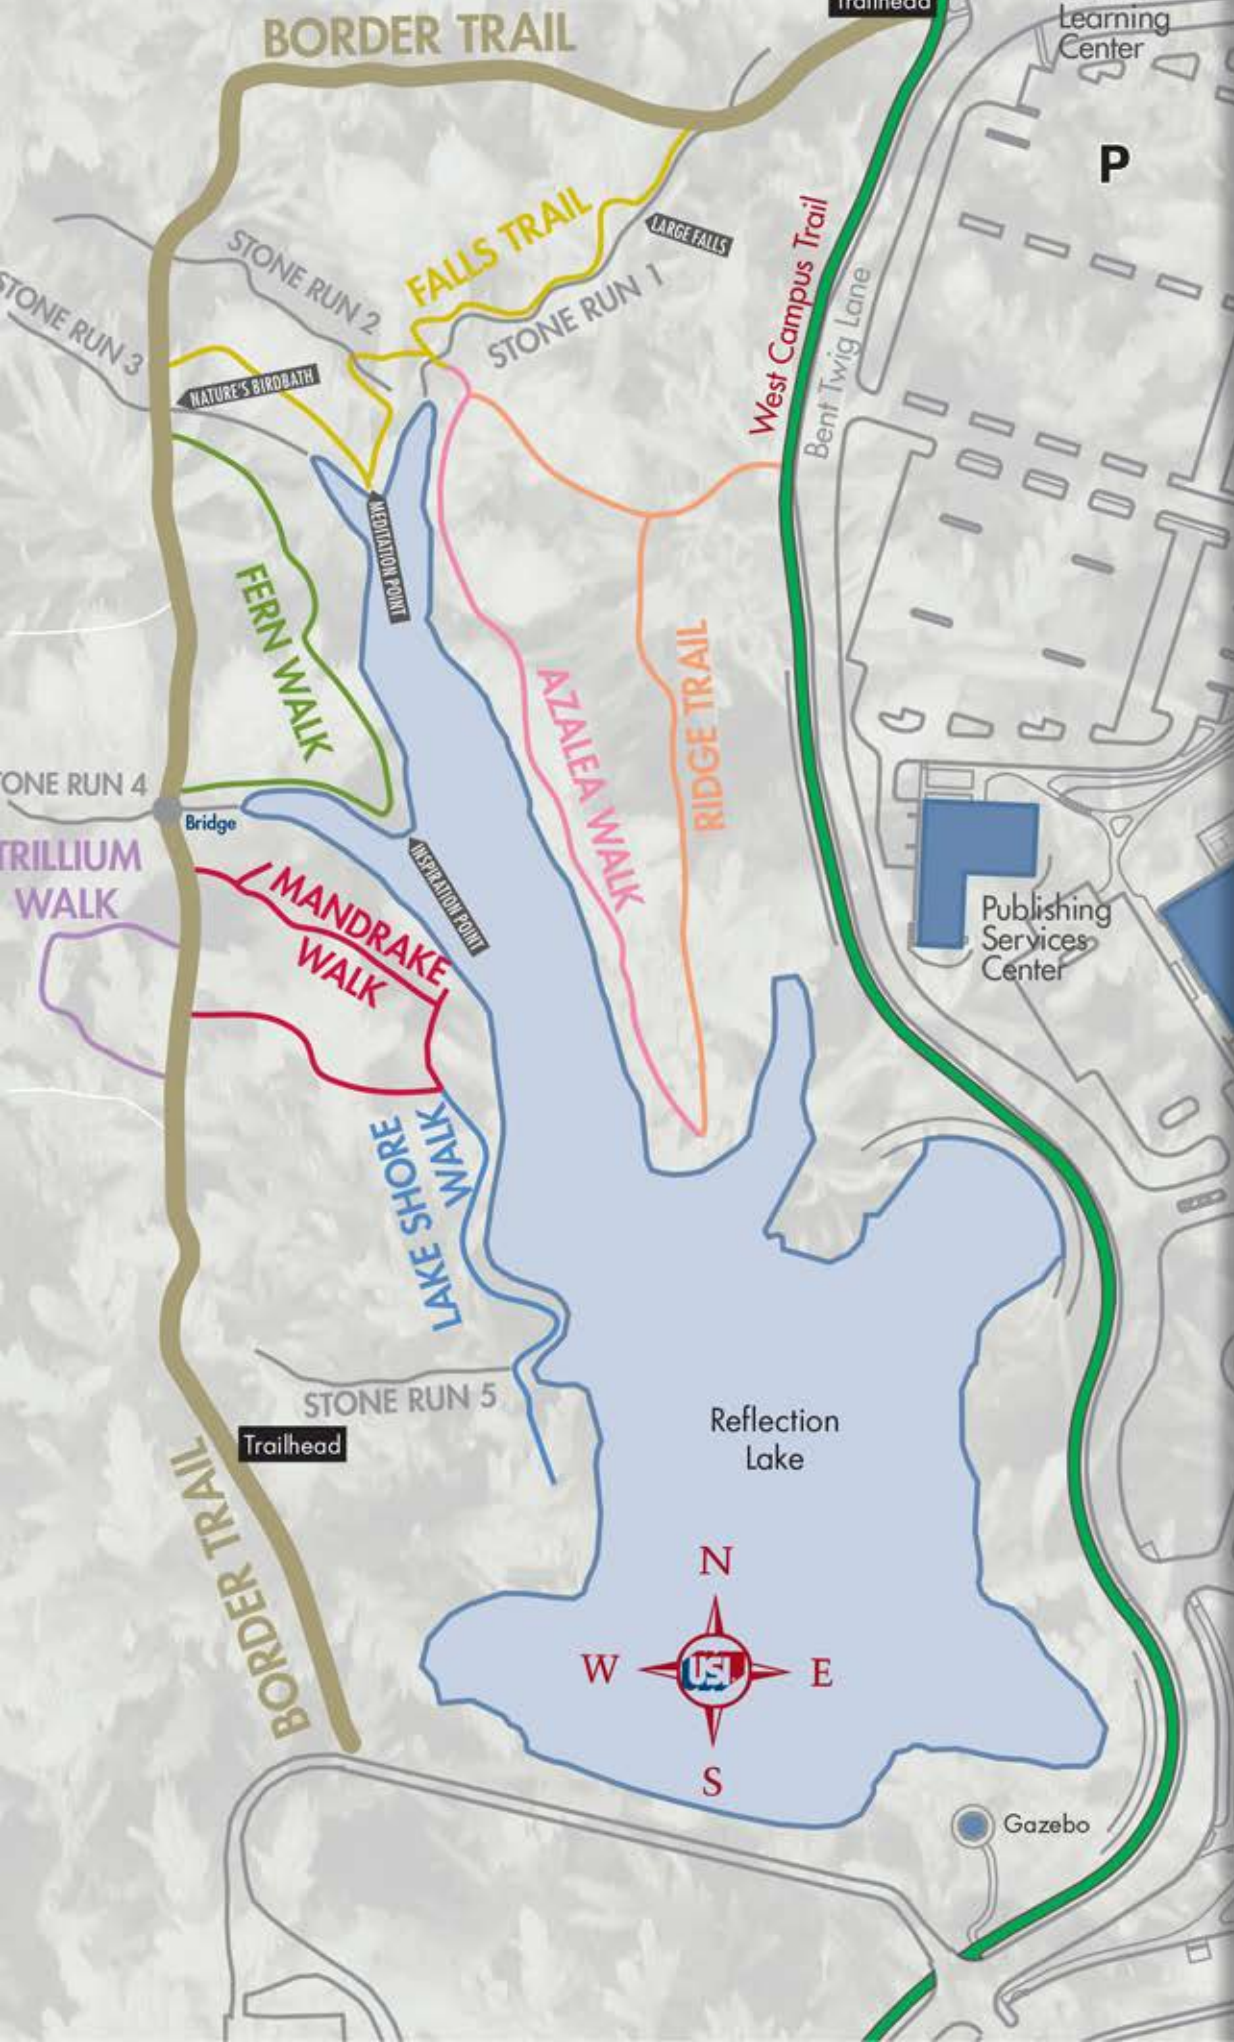 Trailhead
Learning
Center
BORDER TRAIL
P
FALLS TRAIL
LARGE FALLS
West Campus Trail
Bent Twig Lane
STONE RUN 2
STONE RUN 1
STONE RUN 3
NATURE'S BIRDBATH
MEDITATION POINT
FERN WALK
AZALEA WALK
RIDGE TRAIL
TONE RUN 4
Bridge
TRILLIUM
WALK
MANDRAKE
WALK
INSPIRATION POINT
Publishing
Services
Center
LAKE SHORE
WALK
STONE RUN 5
Trailhead
Reflection
Lake
BORDER TRAIL
N
W
USI
E
S
Gazebo